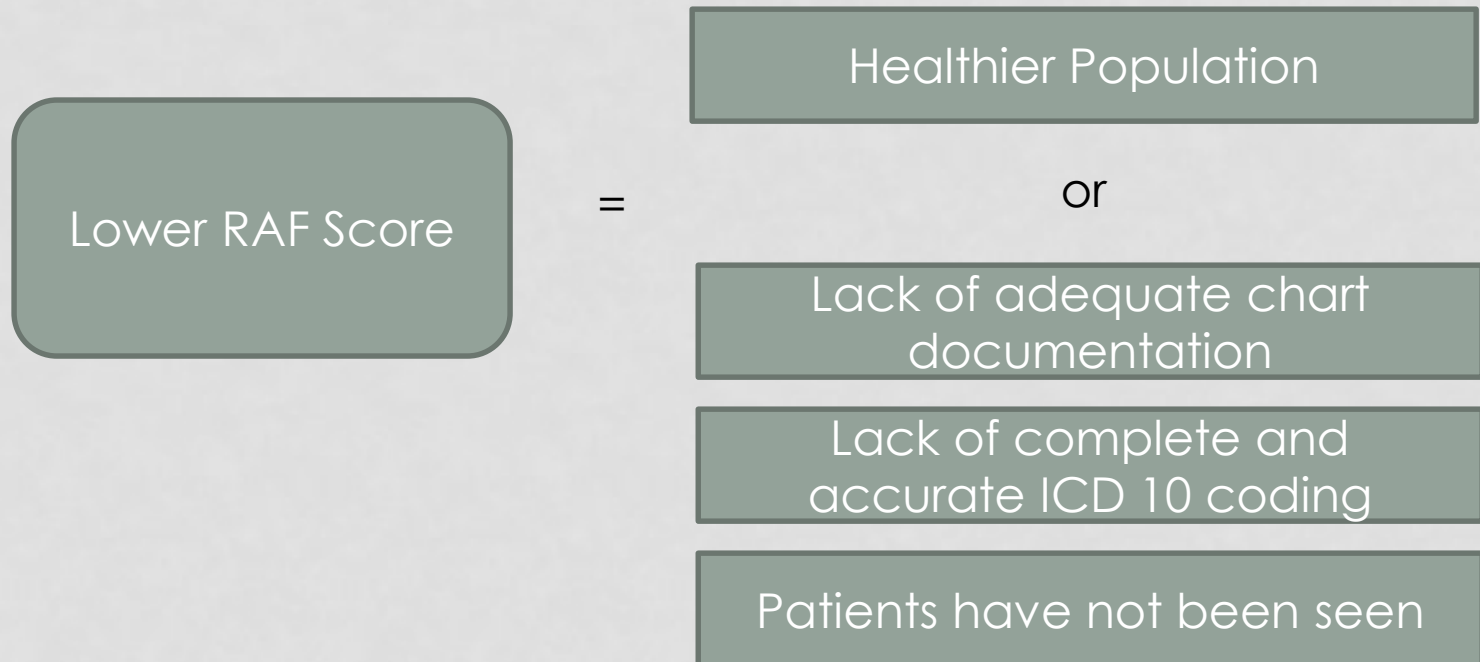 Healthier Population
Lower RAF Score
=
or
Lack of adequate chart
documentation
Lack of complete and
accurate ICD 10 coding
Patients have not been seen